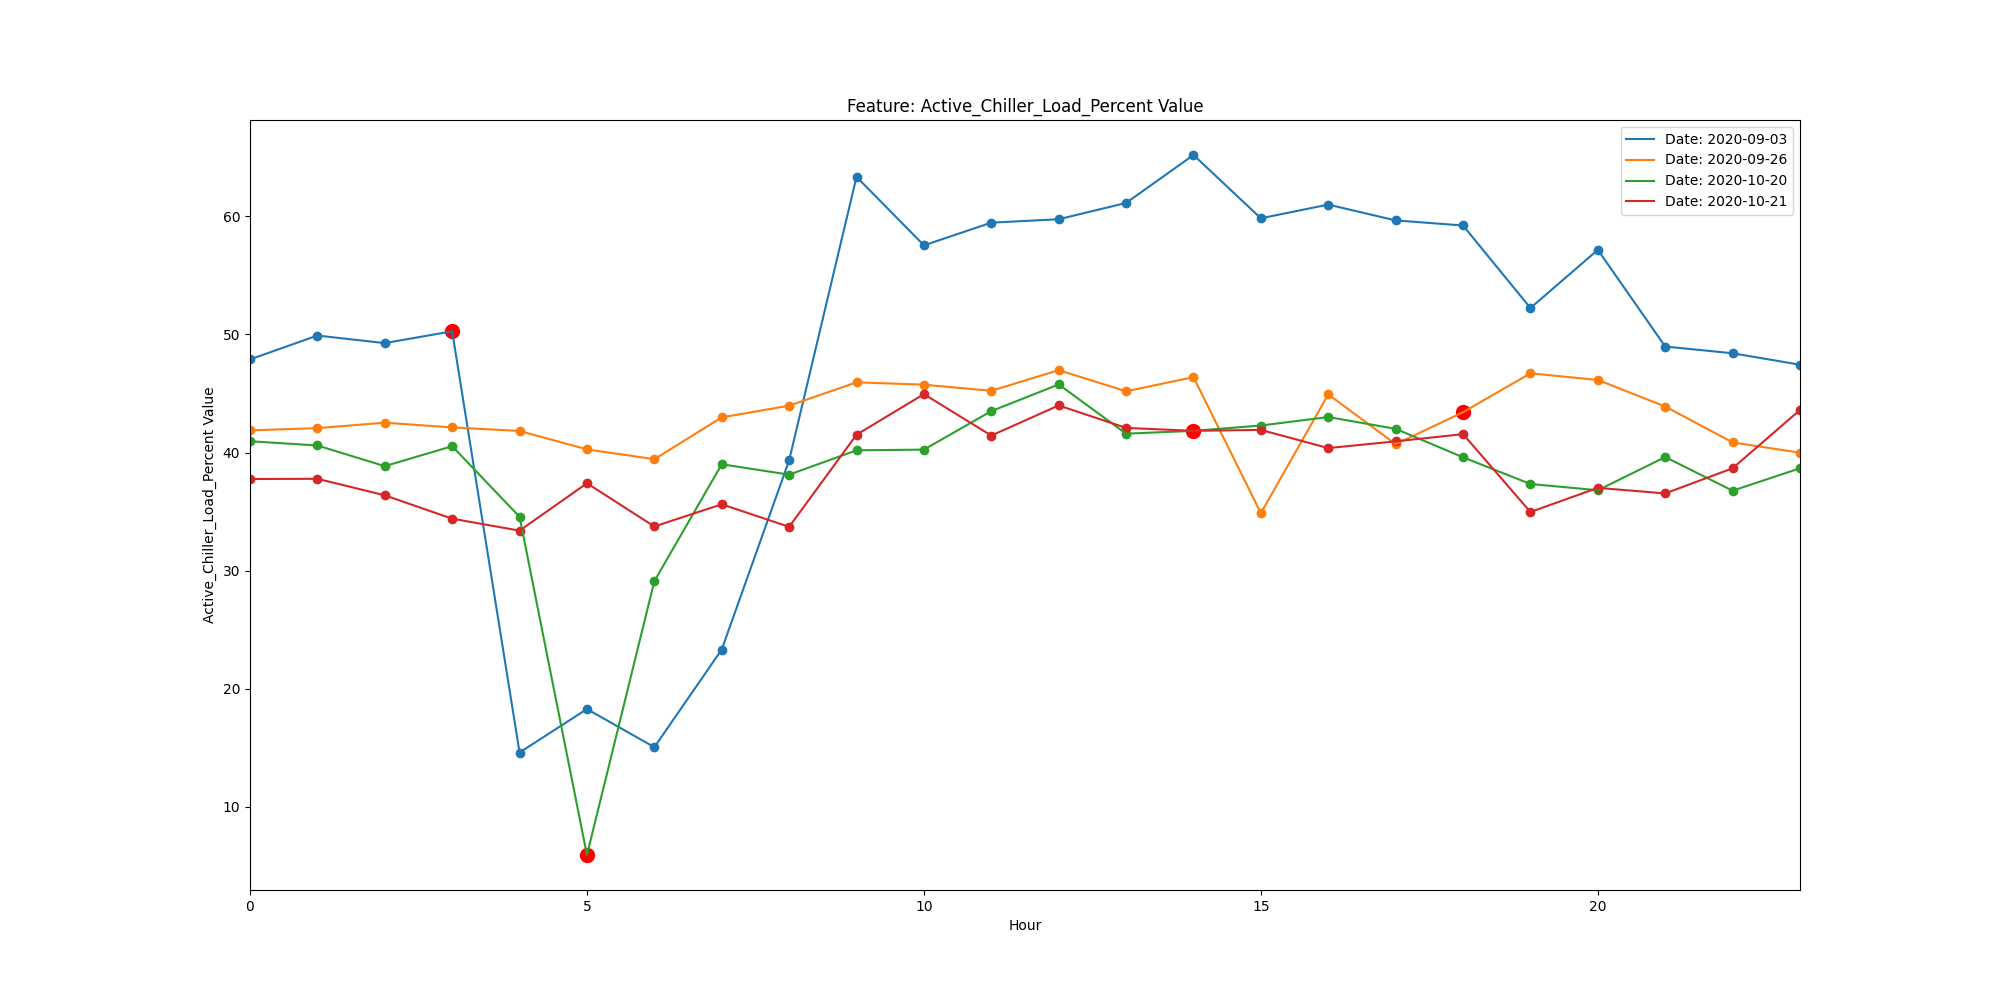 Feature: Active_Chiller_Load_Percent Value
Date: 2020-09-03
Date: 2020-09-26
Date: 2020-10-20
Date: 2020-10-21
Active_Chiller_Load_Percent Value
60
50
40
30
20
10
0 5 10 15 20
Hour